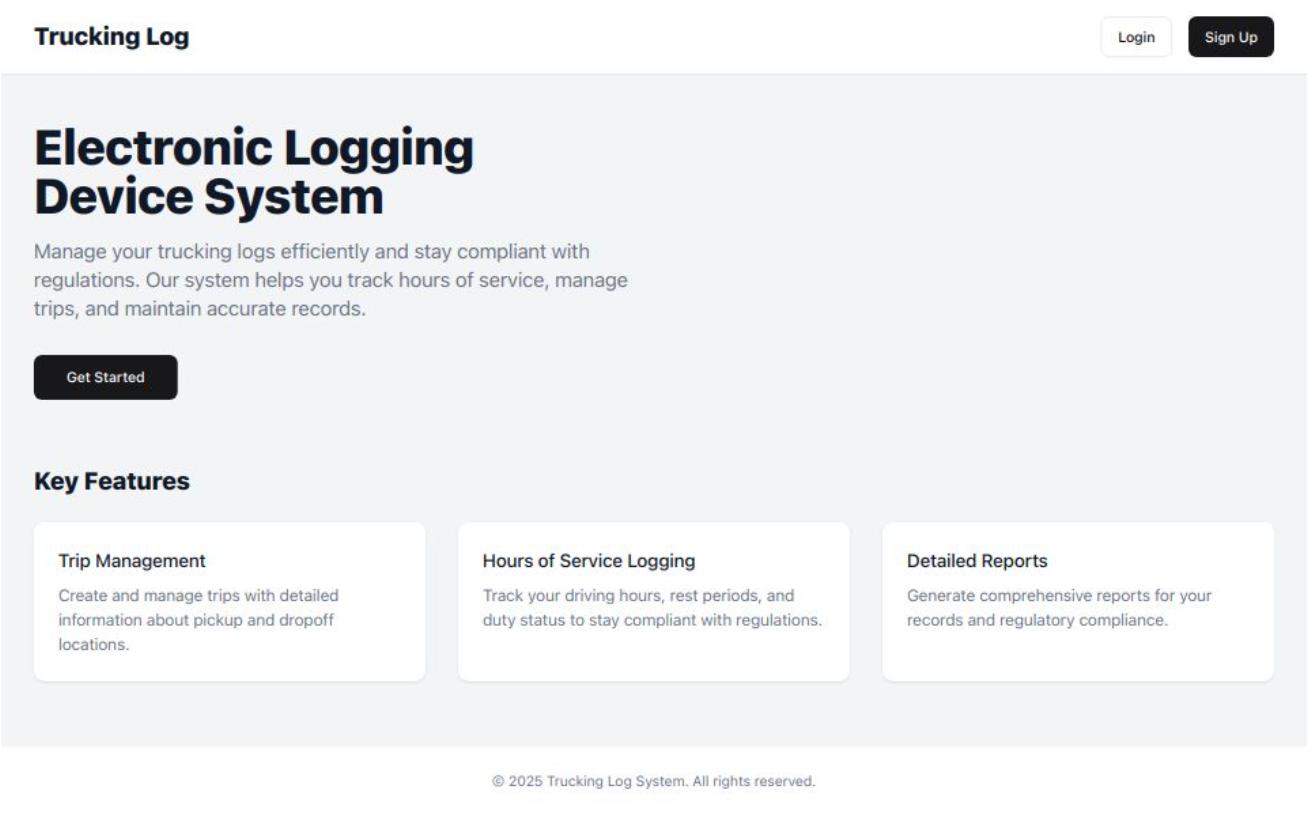 Trucking Log
Login
Sign Up
Electronic Logging
Device System
Manage your trucking logs efficiently and stay compliant with
regulations. Our system helps you track hours of service, manage
trips, and maintain accurate records.
Get Started
Key Features
Trip Management
Create and manage trips with detailed
information about pickup and dropoff
locations.
Hours of Service Logging
Track your driving hours, rest periods, and
duty status to stay compliant with regulations.
Detailed Reports
Generate comprehensive reports for your
records and regulatory compliance.
© 2025 Trucking Log System. All rights reserved.